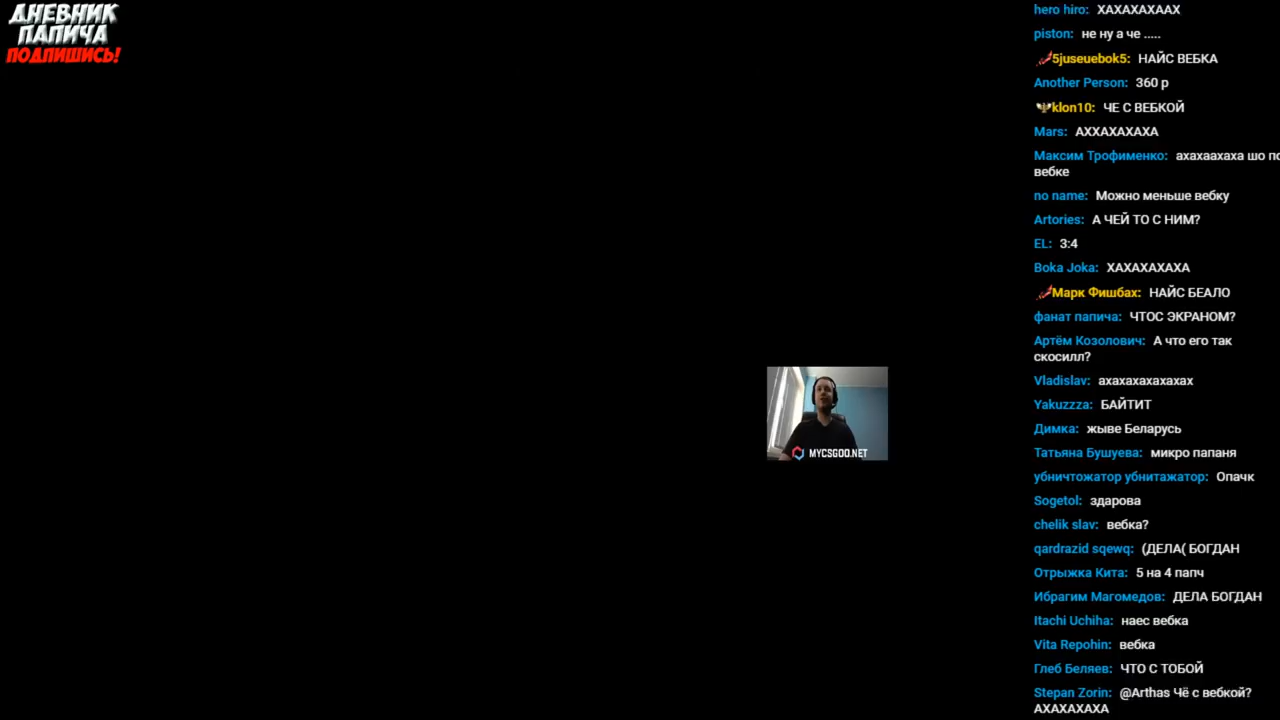 ДНЕВНИК
ПАПИЧА
ПОДПИШИСЬ!
hero hiro: ХАХАХАХААХ
piston: не ну а че .....
5juseuebok5: НАЙС ВЕБКА
Another Person: 360 р
klon10: ЧЕ С ВЕБКОЙ
Mars: АХХАХАХАХА
Максим Трофименко: ахахаахаха шо по
вебке
no name: Можно меньше вебку
Artories: А ЧЕЙ ТО С НИМ?
EL: 3:4
Boka Joka: ХАХАХАХАХА
Марк Фишбах: НАЙС БЕАЛО
фанат папича: ЧТОС ЭКРАНОМ?
Артём Козолович: А что его так
скосилл?
Vladislav: ахахахахахахах
Yakuzzza: БАЙТИТ
Димка: жыве Беларусь
Татьяна Бушуева: микро папаня
убничтожатор убнитажатор: Опачк
Sogetol: здарова
chelik slav: вебка?
qardrazid sqewq: (ДЕЛА( БОГДАН
Отрыжка Кита: 5 на 4 папч
Ибрагим Магомедов: ДЕЛА БОГДАН
Itachi Uchiha: наес вебка
Vita Repohin: вебка
Глеб Беляев: ЧТО С ТОБОЙ
Stepan Zorin: @Arthas Чё с вебкой?
АХАХАХАХА
MYCSGOO.NET